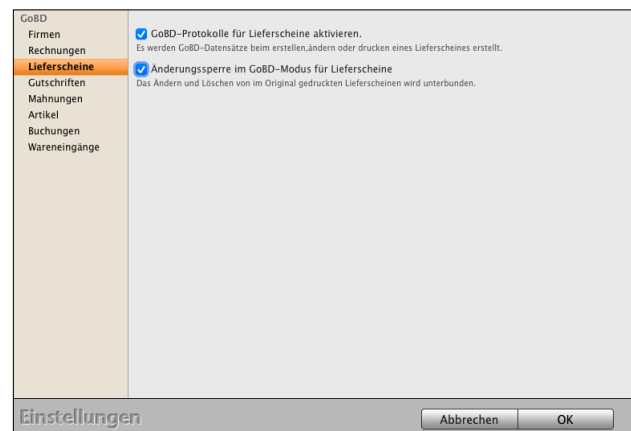 GoBD
Firmen
Rechnungen
Lieferscheine
Gutschriften
Mahnungen
Artikel
Buchungen
Wareneingänge
GoBD-Protokolle für Lieferscheine aktivieren.
Es werden GoBD-Datensätze beim erstellen,ändern oder drucken eines Lieferscheines erstellt.
Änderungssperre im GoBD-Modus für Lieferscheine
Das Ändern und Löschen von im Original gedruckten Lieferscheinen wird unterbunden.
Einstellungen
Abbrechen
OK